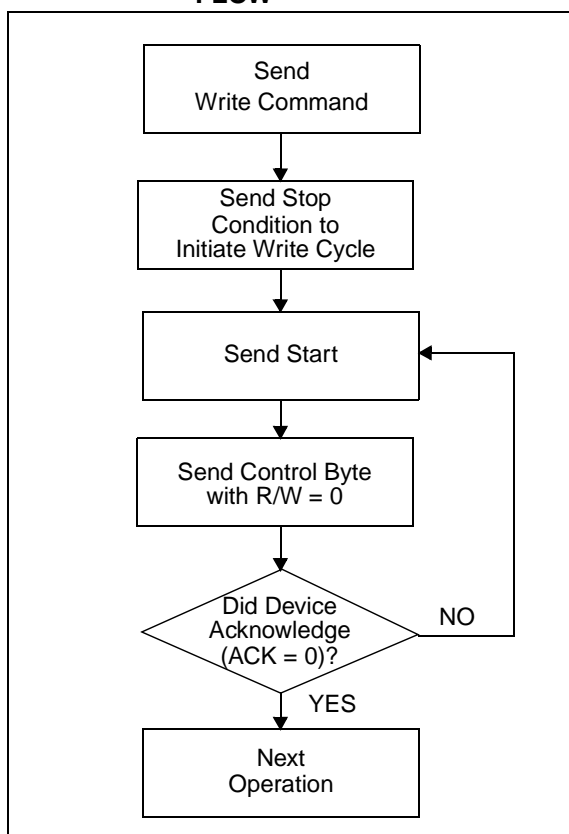 FLOW
Send
Write Command
Send Stop
Condition to
Initiate Write Cycle
Send Start
Send Control Byte
with R/W = 0
Did Device
Acknowledge
(ACK = 0)?
NO
YES
Next
Operation